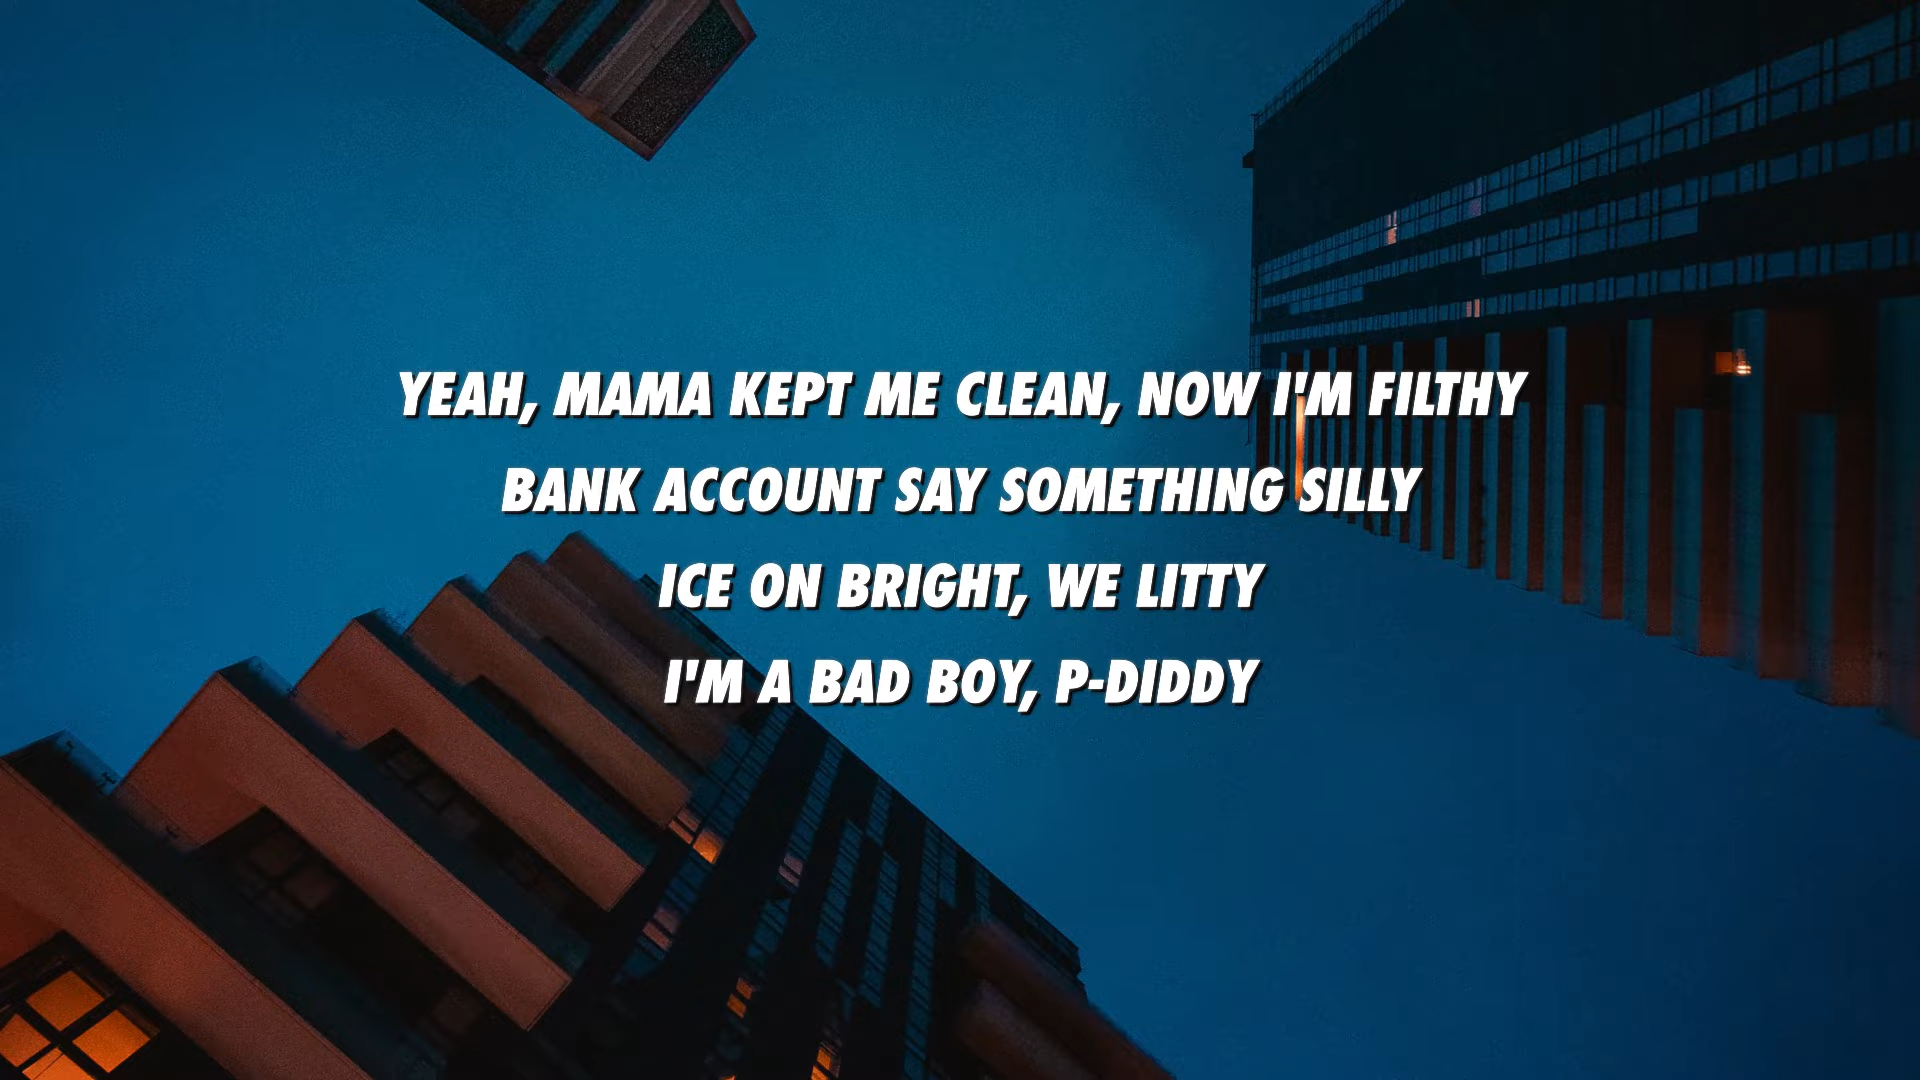 YEAH, MAMA KEPT ME CLEAN, NOW I'M FILTHY
BANK ACCOUNT SAY SOMETHING SILLY
ICE ON BRIGHT, WE LITTY
I'M A BAD BOY, P-DIDDY